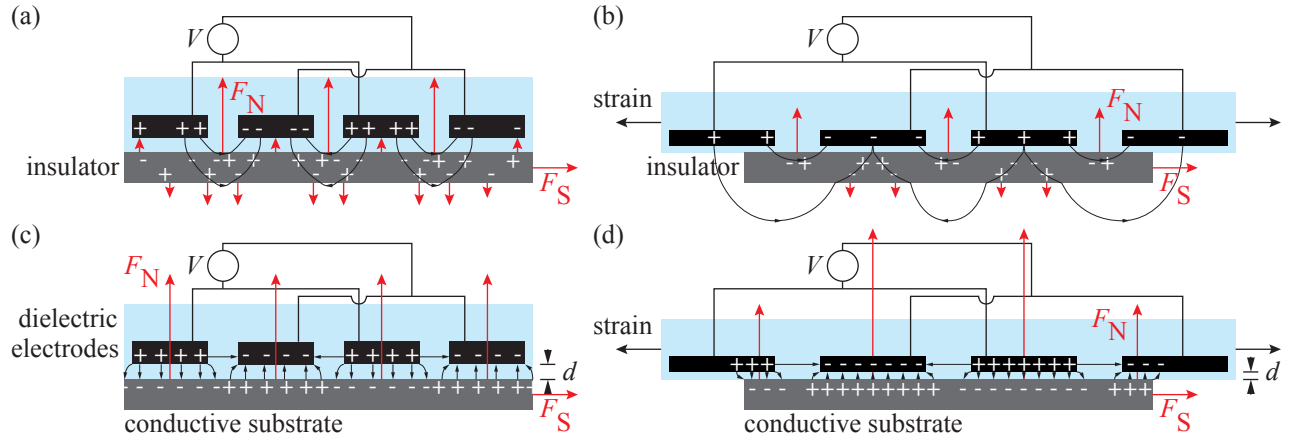 (a)
V
F_N
+ + + - - - - + + + - - -
insulator
F_S
(b)
V
strain
F_N
+ + - - - + + + - -
insulator
F_S
(c)
V
F_N
dielectric
electrodes
+ + + + - - - - + + + + - - - -
d
F_S
conductive substrate
(d)
V
strain
F_N
d
F_S
conductive substrate